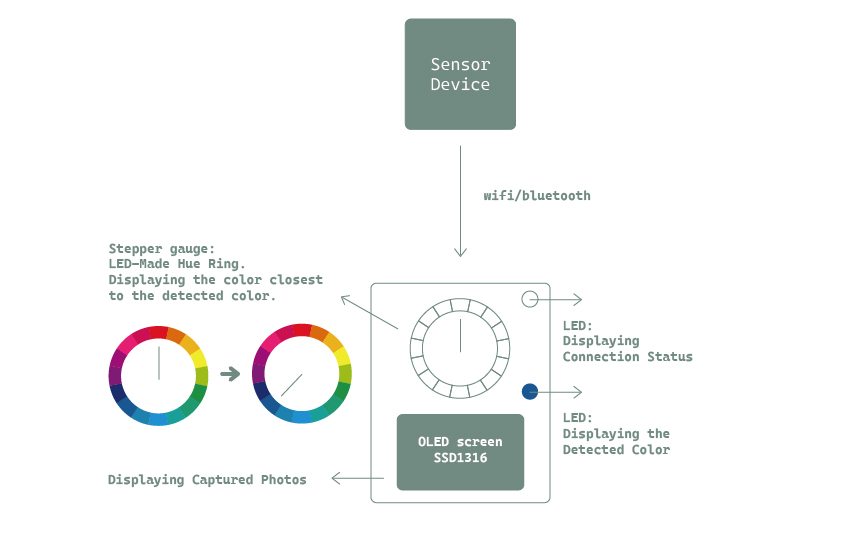 Sensor
Device
wifi/bluetooth
Stepper gauge:
LED-Made Hue Ring.
Displaying the color closest
to the detected color.
LED:
Displaying
Connection Status
LED:
Displaying the
Detected Color
OLED screen
SSD1316
Displaying Captured Photos